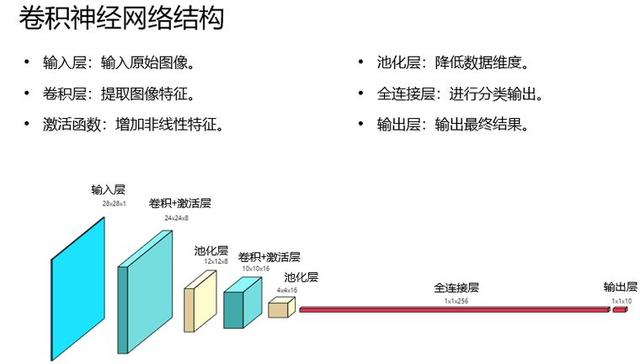 卷积神经网络结构
• 输入层：输入原始图像。
• 卷积层：提取图像特征。
• 激活函数：增加非线性特征。
• 池化层：降低数据维度。
• 全连接层：进行分类输出。
• 输出层：输出最终结果。
输入层
28x28x1
卷积+激活层
24x24x8
池化层
12x12x8
卷积+激活层
10x10x16
池化层
4x4x16
全连接层
1x1x256
输出层
1x1x10